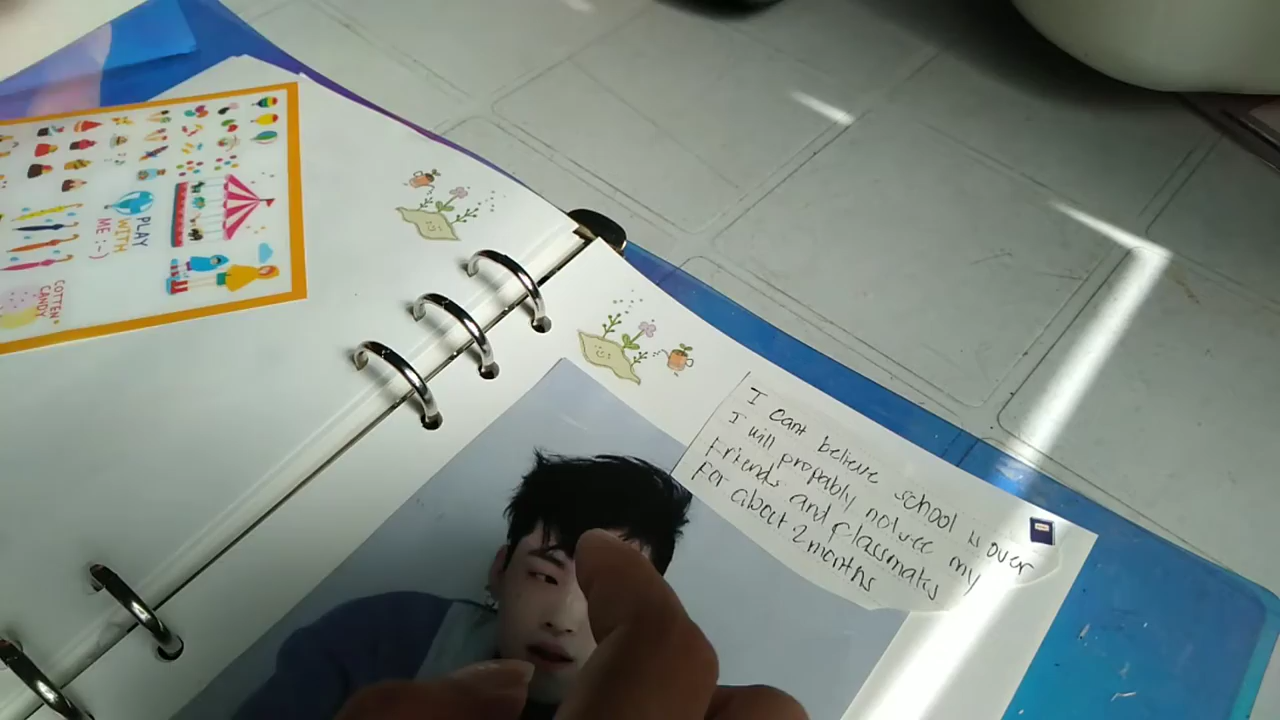 I cant believe school is over
I will propably not see my
friends and classmates
for about 2 months
PLAY
WITH
ME :-)
COTTEN
CANDY